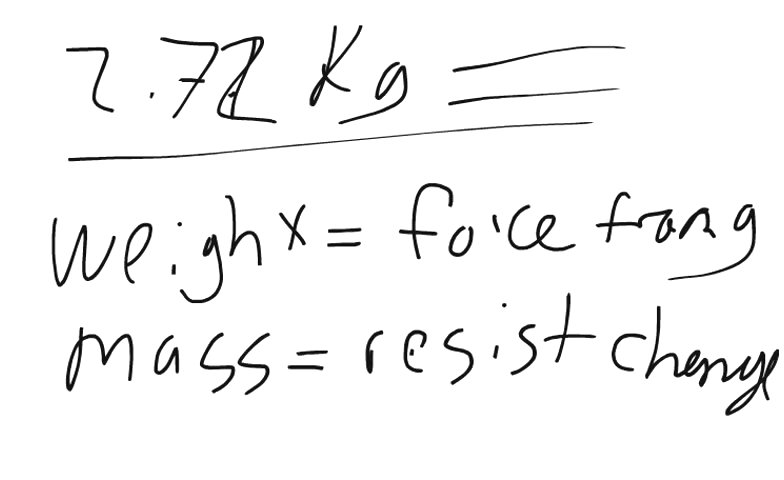 2.72 Kg =
weight = force from g
mass = resist change